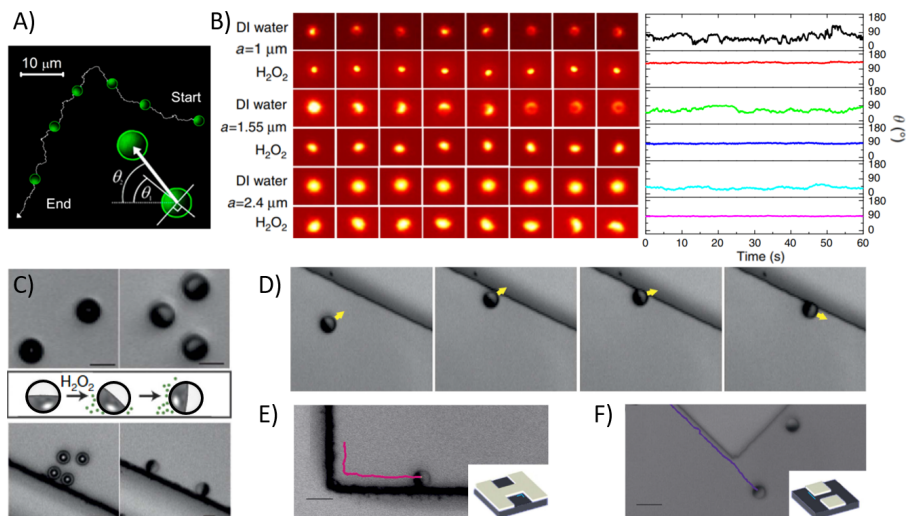 A)
10 μm
Start
End
θ₂
θ₁
B)
DI water
a=1 μm
H₂O₂
DI water
a=1.55 μm
H₂O₂
DI water
a=2.4 μm
H₂O₂
180
90
0
180
90
0
180
90
0
180
90
0
180
90
0
180
90
0
θ (°)
0 10 20 30 40 50 60
Time (s)
C)
H₂O₂
D)
E)
F)